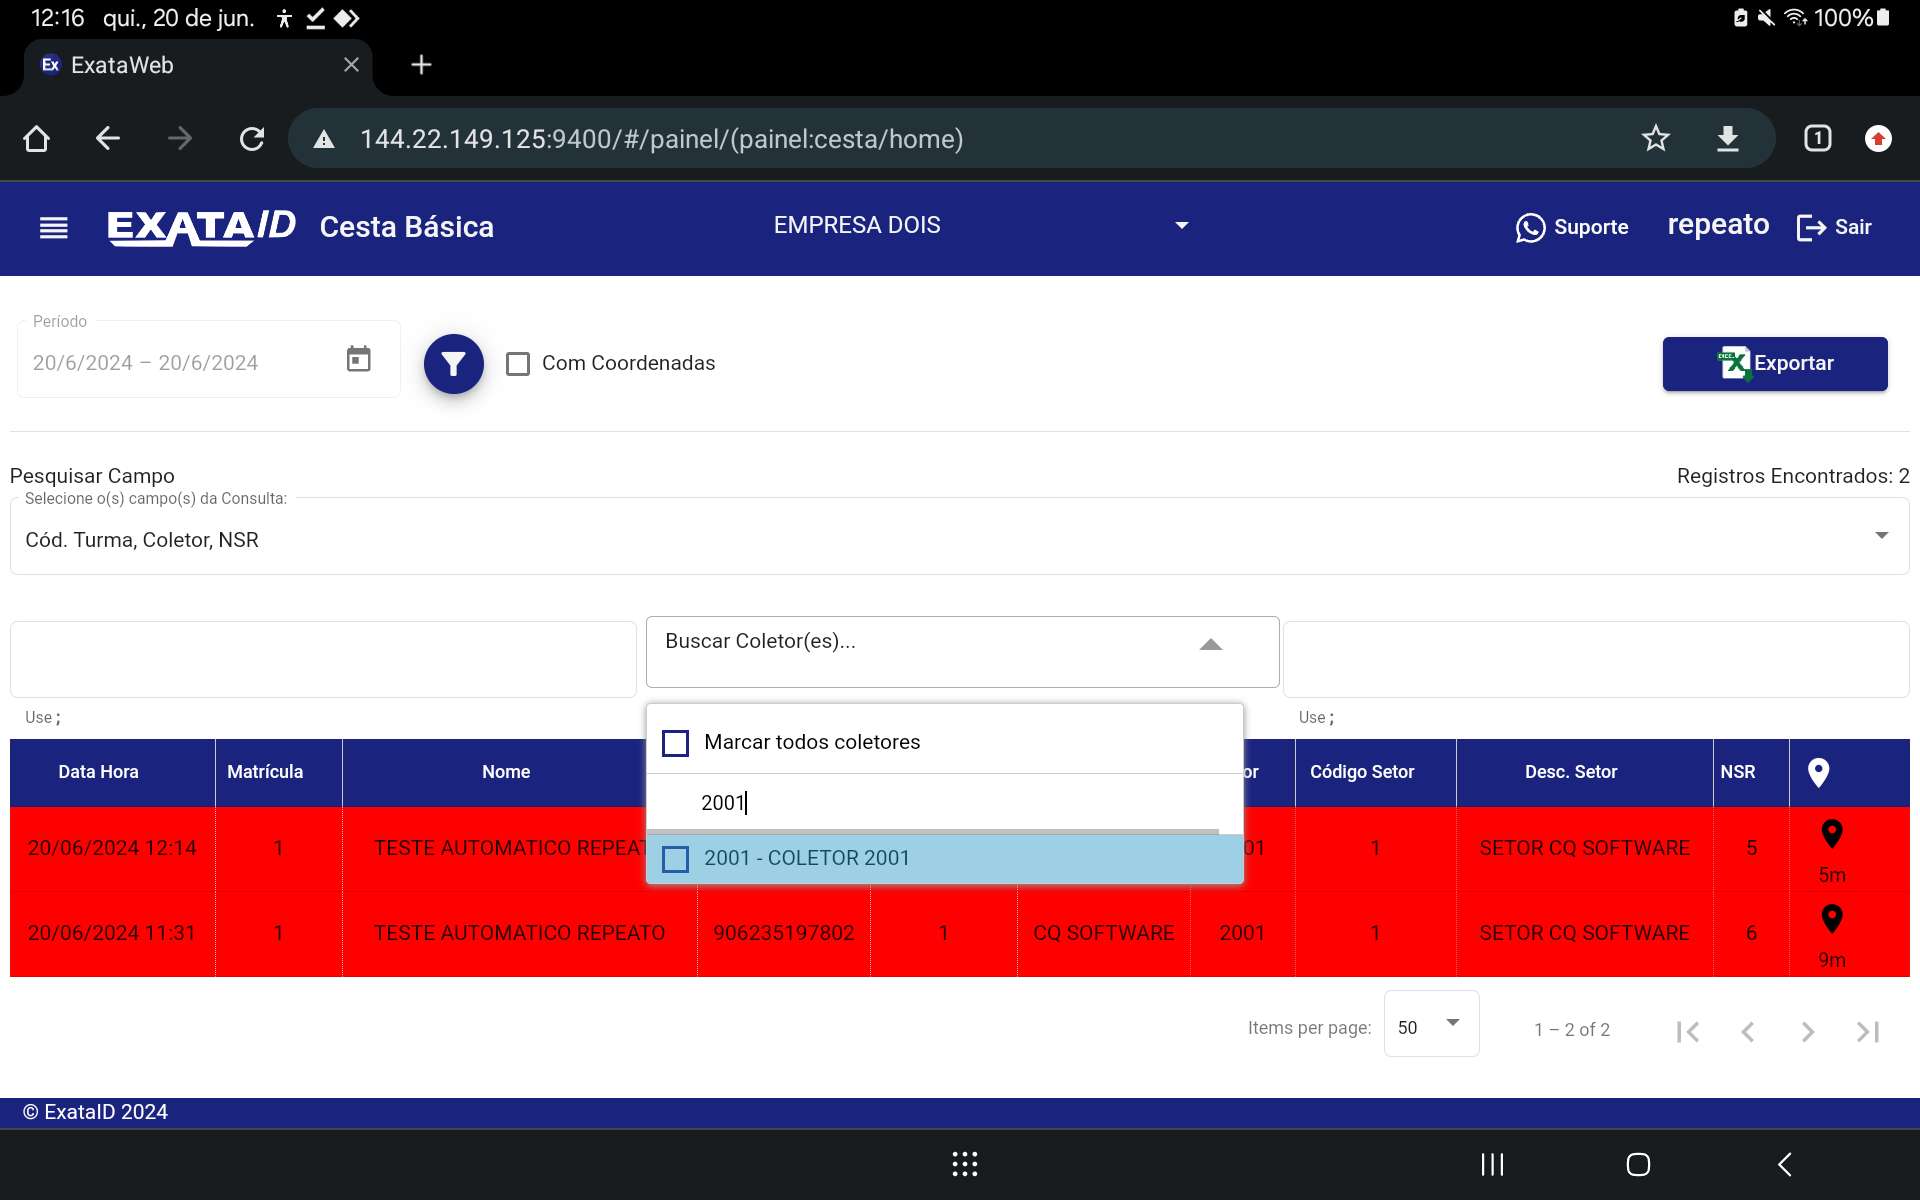 12:16 qui., 20 de jun. 100%
Ex ExataWeb
144.22.149.125:9400/#/painel/(painel:cesta/home) 1
EXATAID Cesta Básica EMPRESA DOIS Suporte repeato Sair
Período
20/6/2024 – 20/6/2024 Com Coordenadas Exportar
Pesquisar Campo Registros Encontrados: 2
Selecione o(s) campo(s) da Consulta:
Cód. Turma, Coletor, NSR
Buscar Coletor(es)...
Use ; Use ;
Marcar todos coletores
2001
2001 - COLETOR 2001
Data Hora Matrícula Nome or Código Setor Desc. Setor NSR
20/06/2024 12:14 1 TESTE AUTOMATICO REPEAT 01 1 SETOR CQ SOFTWARE 5 5m
20/06/2024 11:31 1 TESTE AUTOMATICO REPEATO 906235197802 1 CQ SOFTWARE 2001 1 SETOR CQ SOFTWARE 6 9m
Items per page: 50 1 – 2 of 2
© ExataID 2024